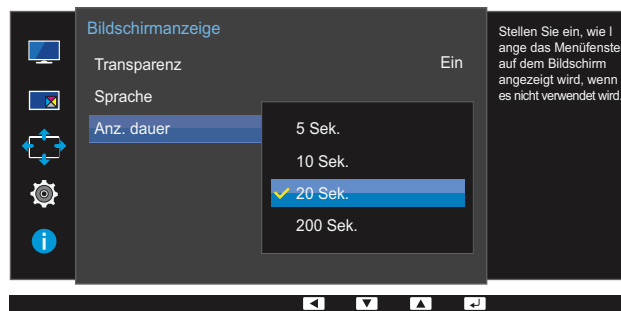 Bildschirmanzeige
Transparenz Ein
Sprache
Anz. dauer
5 Sek.
10 Sek.
20 Sek.
200 Sek.
Stellen Sie ein, wie l
ange das Menüfenste
auf dem Bildschirm
angezeigt wird, wenn
es nicht verwendet wird.